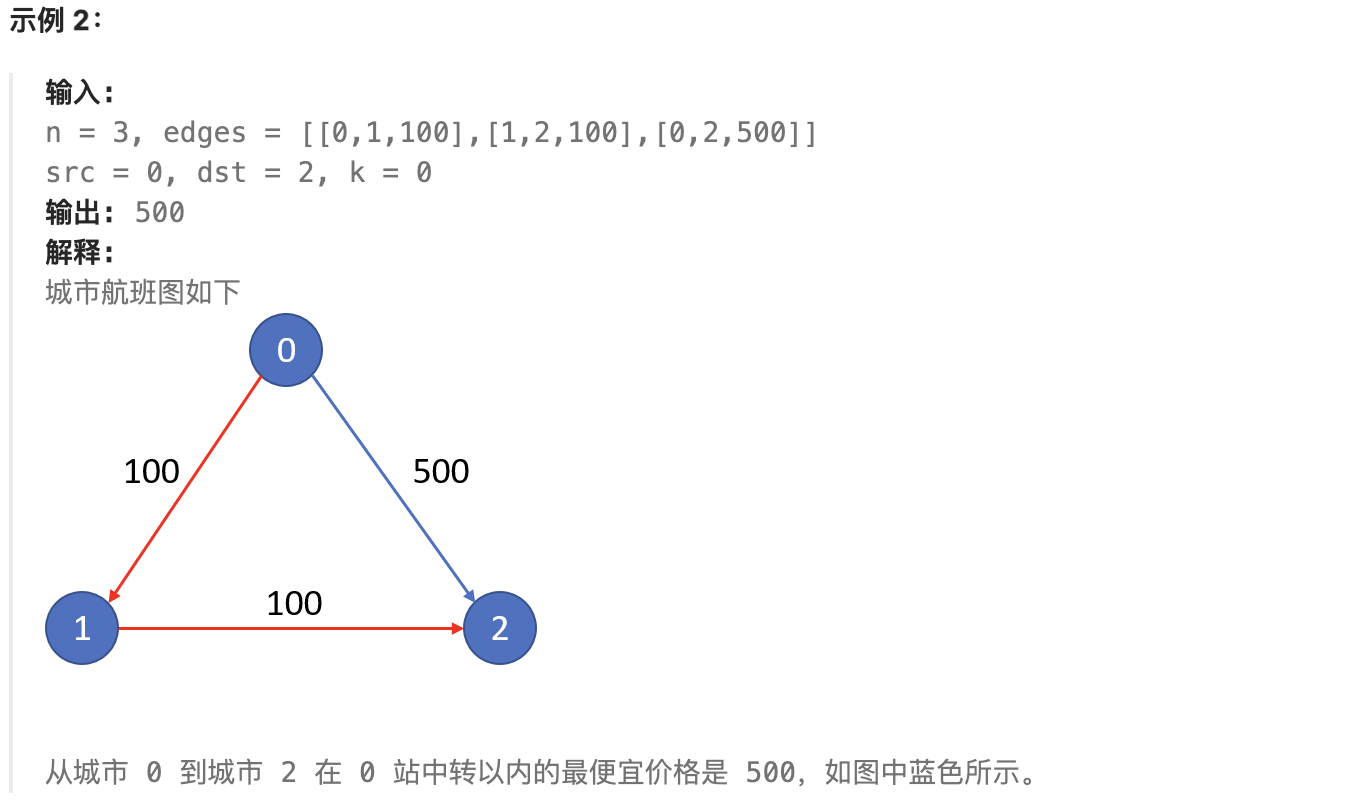 示例 2：
输入:
n = 3, edges = [[0,1,100],[1,2,100],[0,2,500]]
src = 0, dst = 2, k = 0
输出: 500
解释:
城市航班图如下
0
100
500
100
1
2
从城市 0 到城市 2 在 0 站中转以内的最便宜价格是 500，如图中蓝色所示。